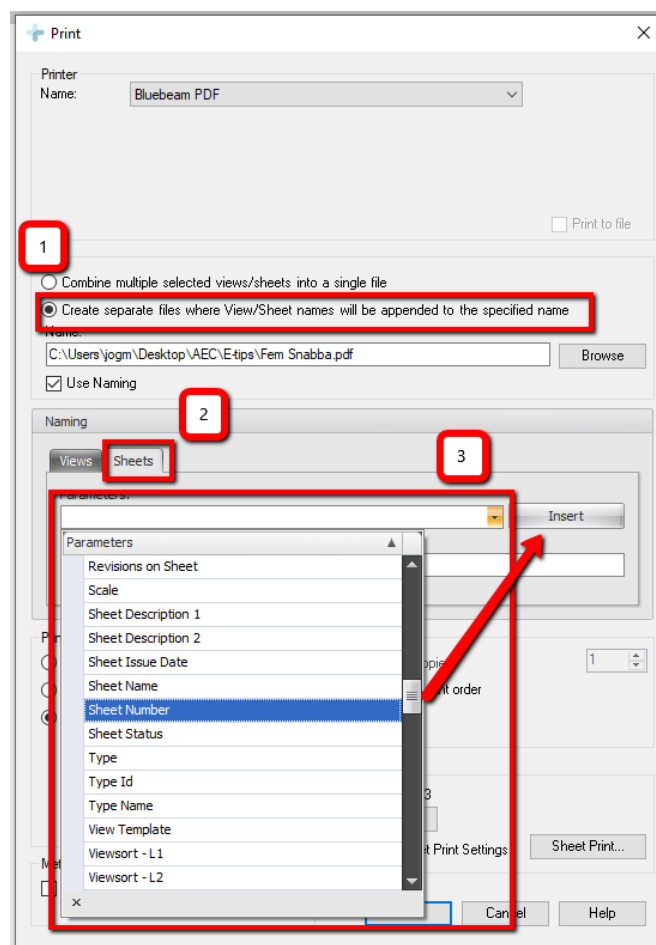 Print
Printer
Name:
Bluebeam PDF
Print to file
1
Combine multiple selected views/sheets into a single file
Create separate files where View/Sheet names will be appended to the specified name
Name:
C:\Users\jogm\Desktop\AEC\E-tips\Fem Snabba.pdf
Browse
Use Naming
2
Naming
Views
Sheets
3
Parameters:
Insert
Parameters
Revisions on Sheet
Scale
Sheet Description 1
Sheet Description 2
Sheet Issue Date
1
Sheet Name
Sheet Number
Sheet Status
Type
Type Id
Type Name
3
View Template
t Print Settings
Sheet Print...
Viewsort - L1
Viewsort - L2
Cancel
Help